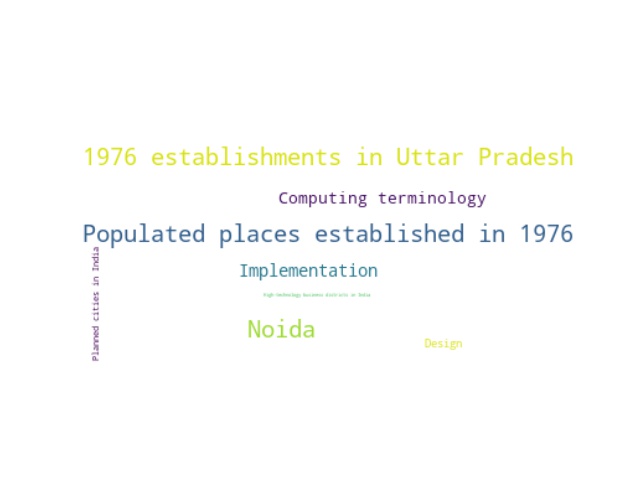 1976 establishments in Uttar Pradesh
Computing terminology
Populated places established in 1976
Planned cities in India
Implementation
High-technology business districts in India
Noida
Design